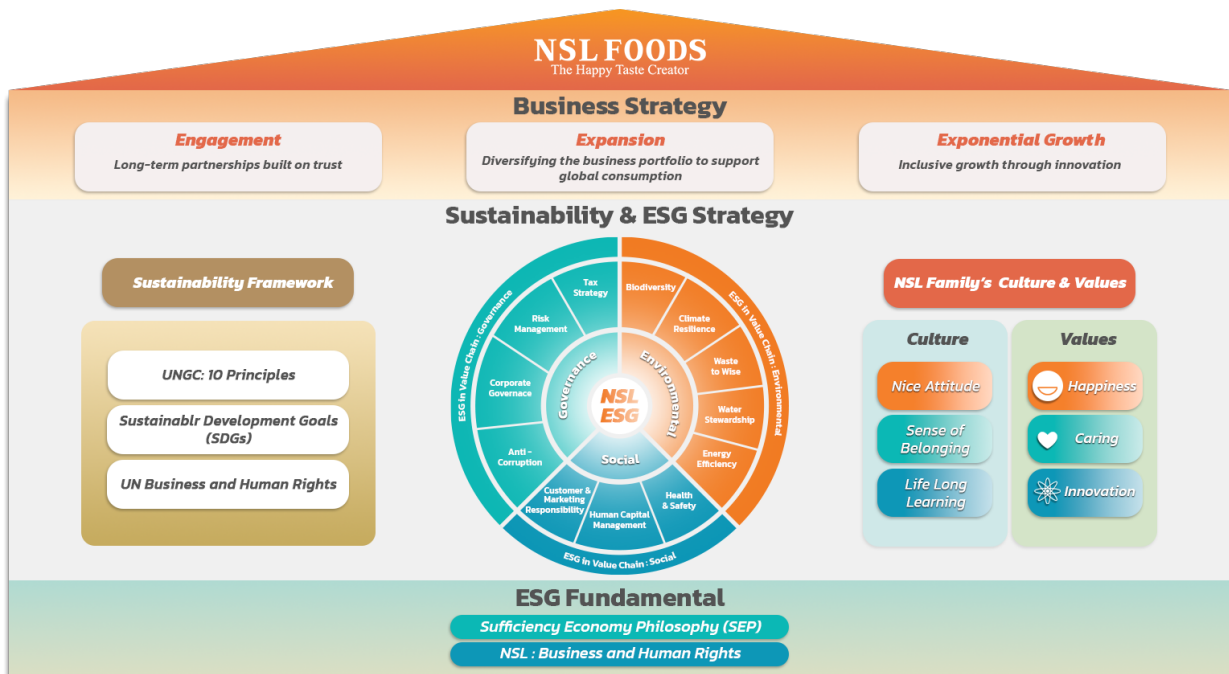 NSL FOODS
The Happy Taste Creator
Business Strategy
Engagement
Long-term partnerships built on trust
Expansion
Diversifying the business portfolio to support
global consumption
Exponential Growth
Inclusive growth through innovation
Sustainability & ESG Strategy
Sustainability Framework
UNGC: 10 Principles
Sustainablr Development Goals
(SDGs)
UN Business and Human Rights
ESG in Value Chain : Governance
Tax
Strategy
Risk
Management
Corporate
Governace
Anti -
Corruption
Governance
ESG in Value Chain : Environmental
Biodiversity
Climate
Resilience
Waste
to Wise
Water
Stewardship
Energy
Efficiency
Environmental
NSL
ESG
Social
Customer &
Marketing
Responsibility
Human Capital
Management
Health
& Safety
ESG in Value Chain : Social
NSL Family's Culture & Values
Culture
Nice Attitude
Sense of
Belonging
Life Long
Learning
Values
Happiness
Caring
Innovation
ESG Fundamental
Sufficiency Economy Philosophy (SEP)
NSL : Business and Human Rights